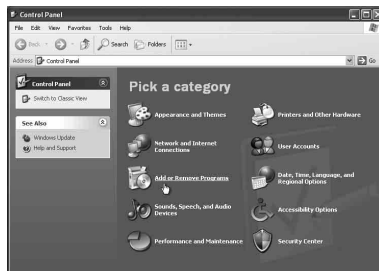 Control Panel
File Edit View Favorites Tools Help
Back Search Folders
Address Control Panel Go
Control Panel
Switch to Classic View
See Also
Windows Update
Help and Support
Pick a category
Appearance and Themes
Printers and Other Hardware
Network and Internet
Connections
User Accounts
Add or Remove Programs
Date, Time, Language, and
Regional Options
Sounds, Speech, and Audio
Devices
Accessibility Options
Performance and Maintenance
Security Center